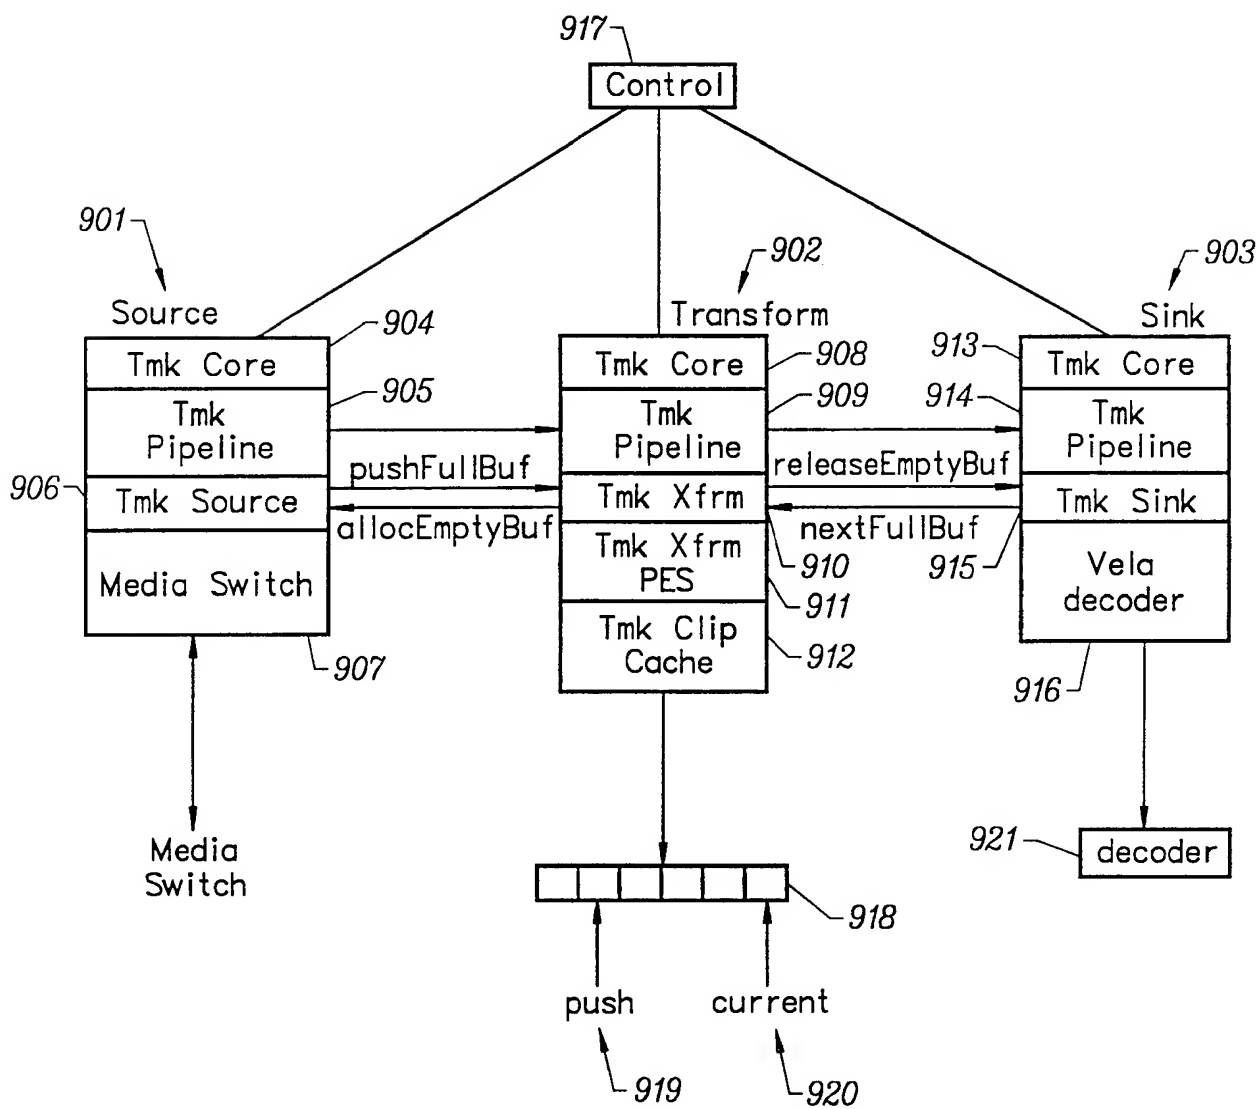 917
Control
901
902
903
Source
Transform
Sink
904
908
913
Tmk Core
Tmk Core
Tmk Core
905
909
914
Tmk
Pipeline
Tmk
Pipeline
Tmk
Pipeline
pushFullBuf
releaseEmptyBuf
906
Tmk Source
Tmk Xfrm
Tmk Sink
allocEmptyBuf
nextFullBuf
910
915
Media Switch
Tmk Xfrm
PES
Vela
decoder
911
Tmk Clip
Cache
912
907
916
Media
Switch
921
decoder
918
push
current
919
920